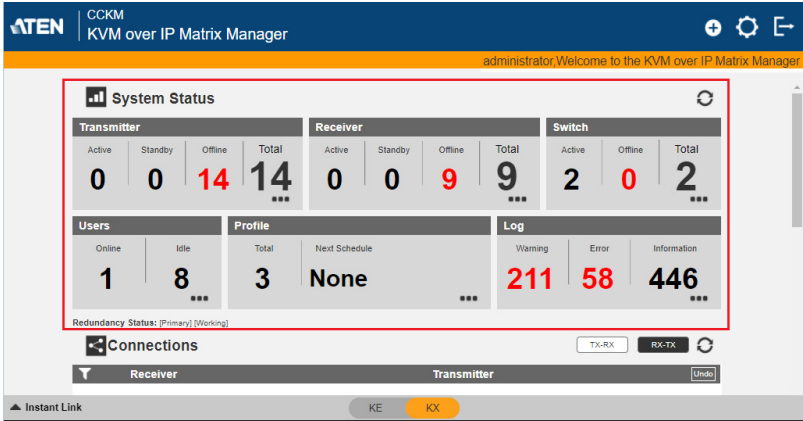 ATEN
CCKM
KVM over IP Matrix Manager
administrator,Welcome to the KVM over IP Matrix Manager
System Status
Transmitter
Active Standby Offline Total
0 0 14 14
Receiver
Active Standby Offline Total
0 0 9 9
Switch
Active Offline Total
2 0 2
Users
Online Idle
1 8
Profile
Total Next Schedule
3 None
Log
Warning Error Information
211 58 446
Redundancy Status: [Primary] [Working]
Connections
TX-RX RX-TX
Receiver Transmitter Undo
Instant Link KE KX